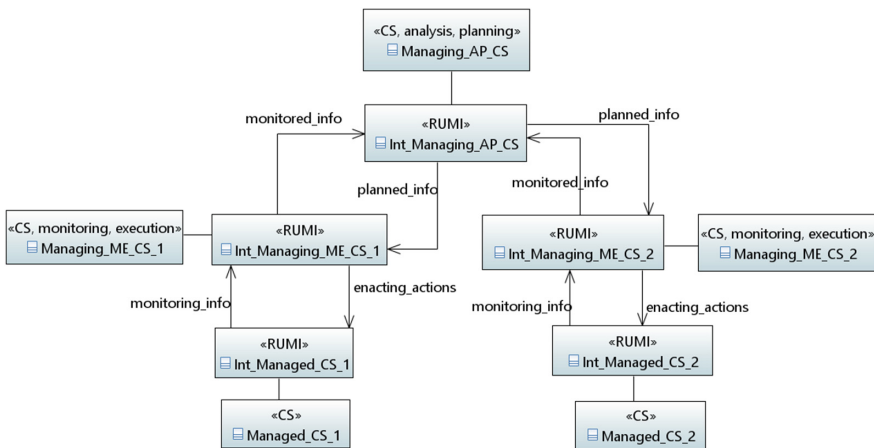 «CS, analysis, planning»
Managing_AP_CS
monitored_info
«RUMI»
Int_Managing_AP_CS
planned_info
planned_info
monitored_info
«CS, monitoring, execution»
Managing_ME_CS_1
«RUMI»
Int_Managing_ME_CS_1
«RUMI»
Int_Managing_ME_CS_2
«CS, monitoring, execution»
Managing_ME_CS_2
monitoring_info
enacting_actions
monitoring_info
enacting_actions
«RUMI»
Int_Managed_CS_1
«RUMI»
Int_Managed_CS_2
«CS»
Managed_CS_1
«CS»
Managed_CS_2